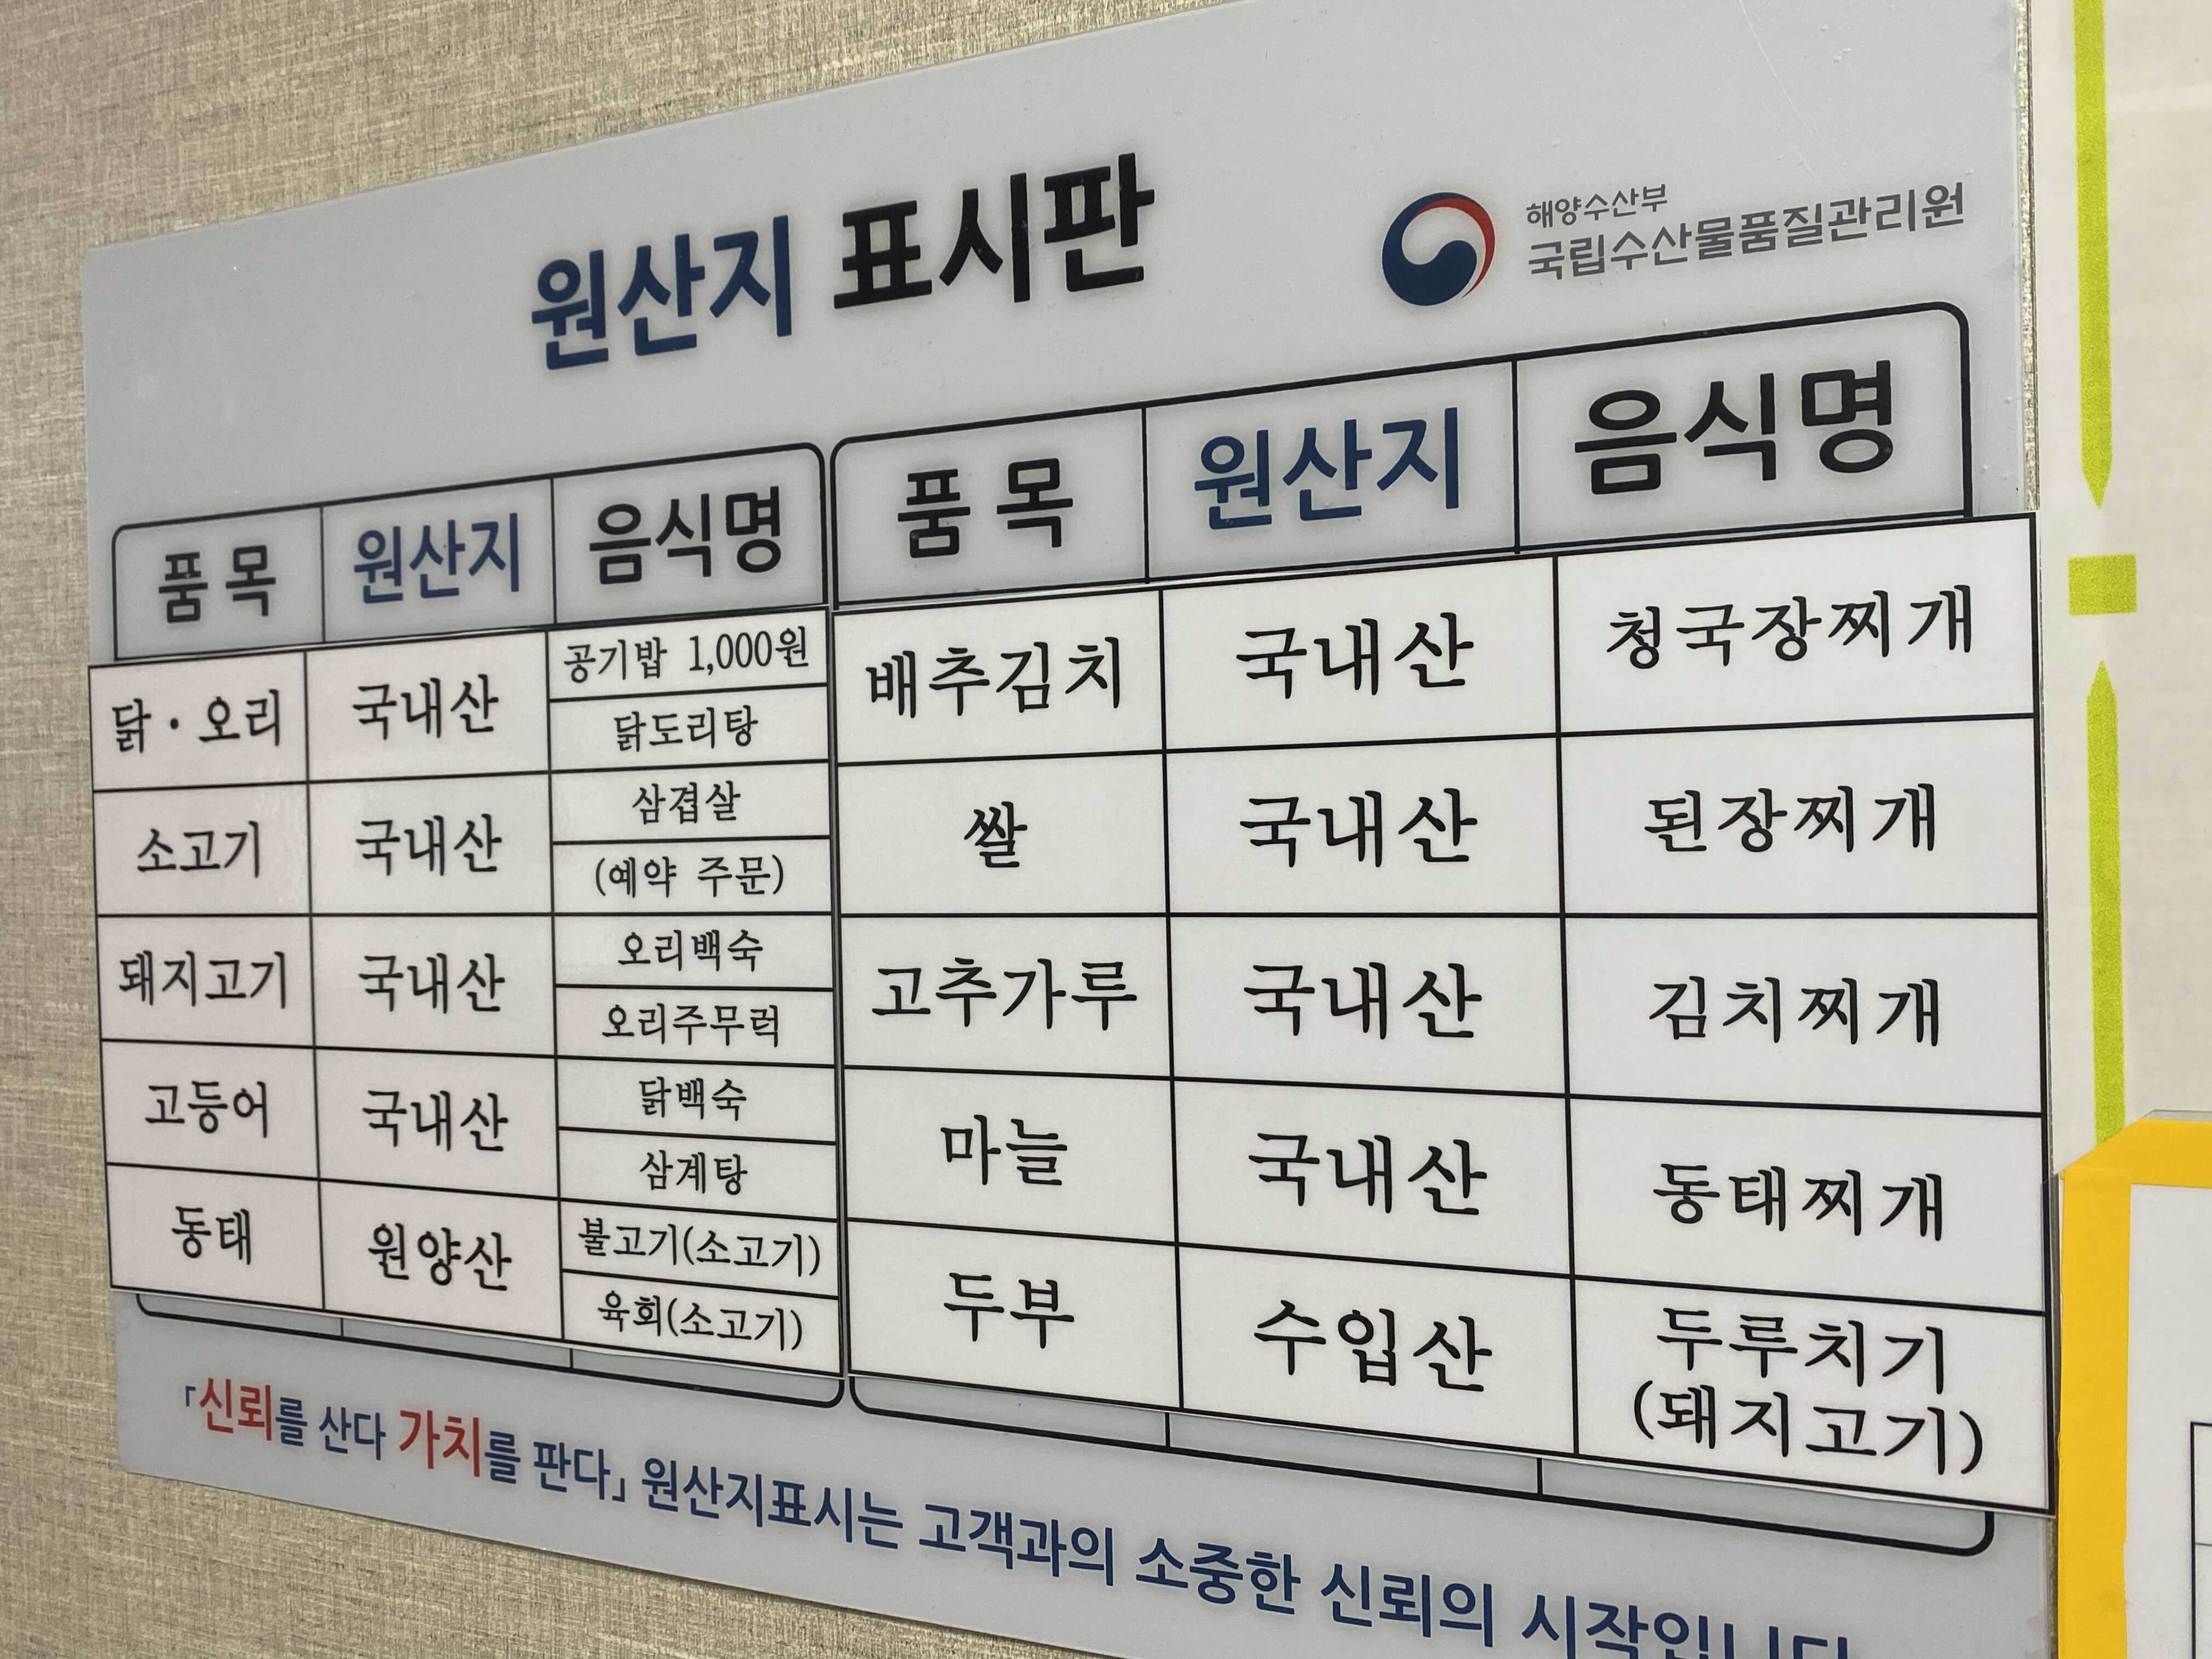 원산지 표시판
해양수산부
국립수산물품질관리원
품 목 원산지 음식명
닭·오리 국내산 공기밥 1,000원
닭도리탕
소고기 국내산 삼겹살
(예약 주문)
돼지고기 국내산 오리백숙
오리주무럭
고등어 국내산 닭백숙
삼계탕
동태 원양산 불고기(소고기)
육회(소고기)
품 목 원산지 음식명
배추김치 국내산 청국장찌개
쌀 국내산 된장찌개
고추가루 국내산 김치찌개
마늘 국내산 동태찌개
두부 수입산 두루치기
(돼지고기)
「신뢰를 산다 가치를 판다」 원산지표시는 고객과의 소중한 신뢰의 시작입니다